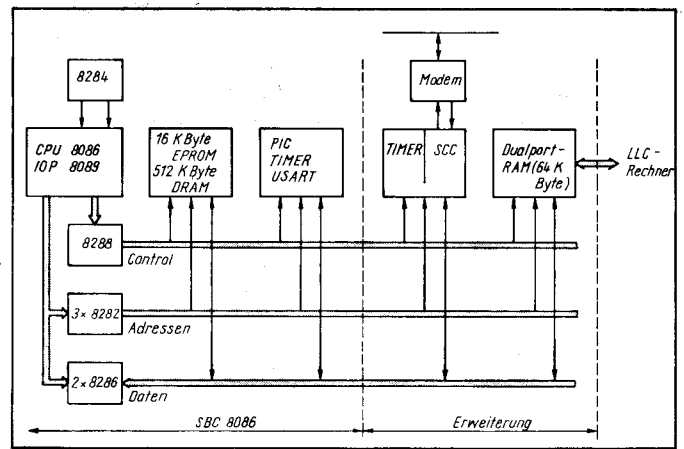 8284
Modem
CPU 8086
IOP 8089
16 K Byte
EPROM
512 K Byte
DRAM
PIC
TIMER
USART
TIMER
SCC
Dualport-
RAM (64 K
Byte)
LLC-
Rechner
8288
Control
3× 8282
Adressen
2× 8286
Daten
SBC 8086
Erweiterung